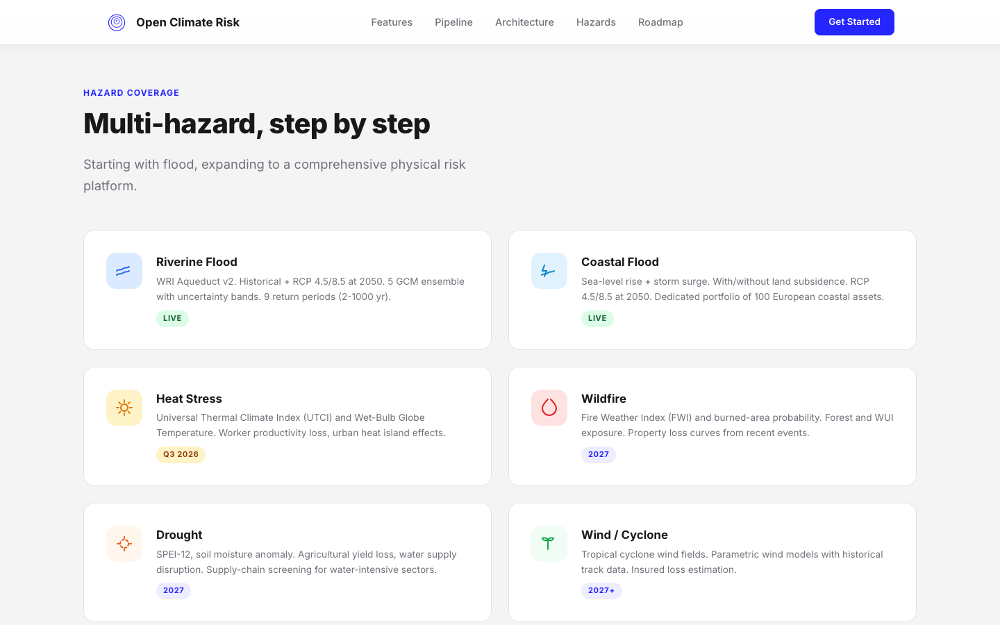 Open Climate Risk
Features
Pipeline
Architecture
Hazards
Roadmap
Get Started
HAZARD COVERAGE
Multi-hazard, step by step
Starting with flood, expanding to a comprehensive physical risk
platform.
Riverine Flood
WRI Aqueduct v2. Historical + RCP 4.5/8.5 at 2050. 5 GCM ensemble
with uncertainty bands. 9 return periods (2-1000 yr).
LIVE
Coastal Flood
Sea-level rise + storm surge. With/without land subsidence. RCP
4.5/8.5 at 2050. Dedicated portfolio of 100 European coastal assets.
LIVE
Heat Stress
Universal Thermal Climate Index (UTCI) and Wet-Bulb Globe
Temperature. Worker productivity loss, urban heat island effects.
Q3 2026
Wildfire
Fire Weather Index (FWI) and burned-area probability. Forest and WUI
exposure. Property loss curves from recent events.
2027
Drought
SPEI-12, soil moisture anomaly. Agricultural yield loss, water supply
disruption. Supply-chain screening for water-intensive sectors.
2027
Wind / Cyclone
Tropical cyclone wind fields. Parametric wind models with historical
track data. Insured loss estimation.
2027+